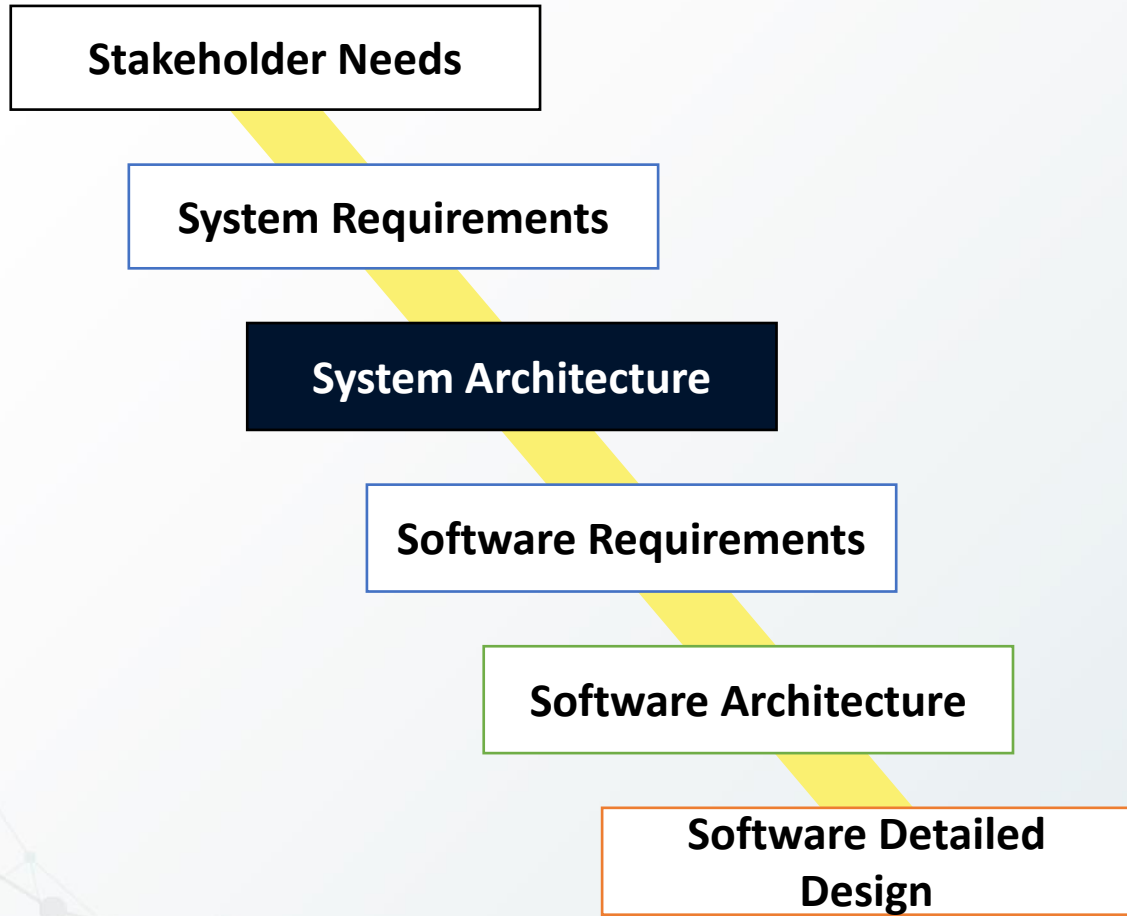 Stakeholder Needs
System Requirements
System Architecture
Software Requirements
Software Architecture
Software Detailed
Design